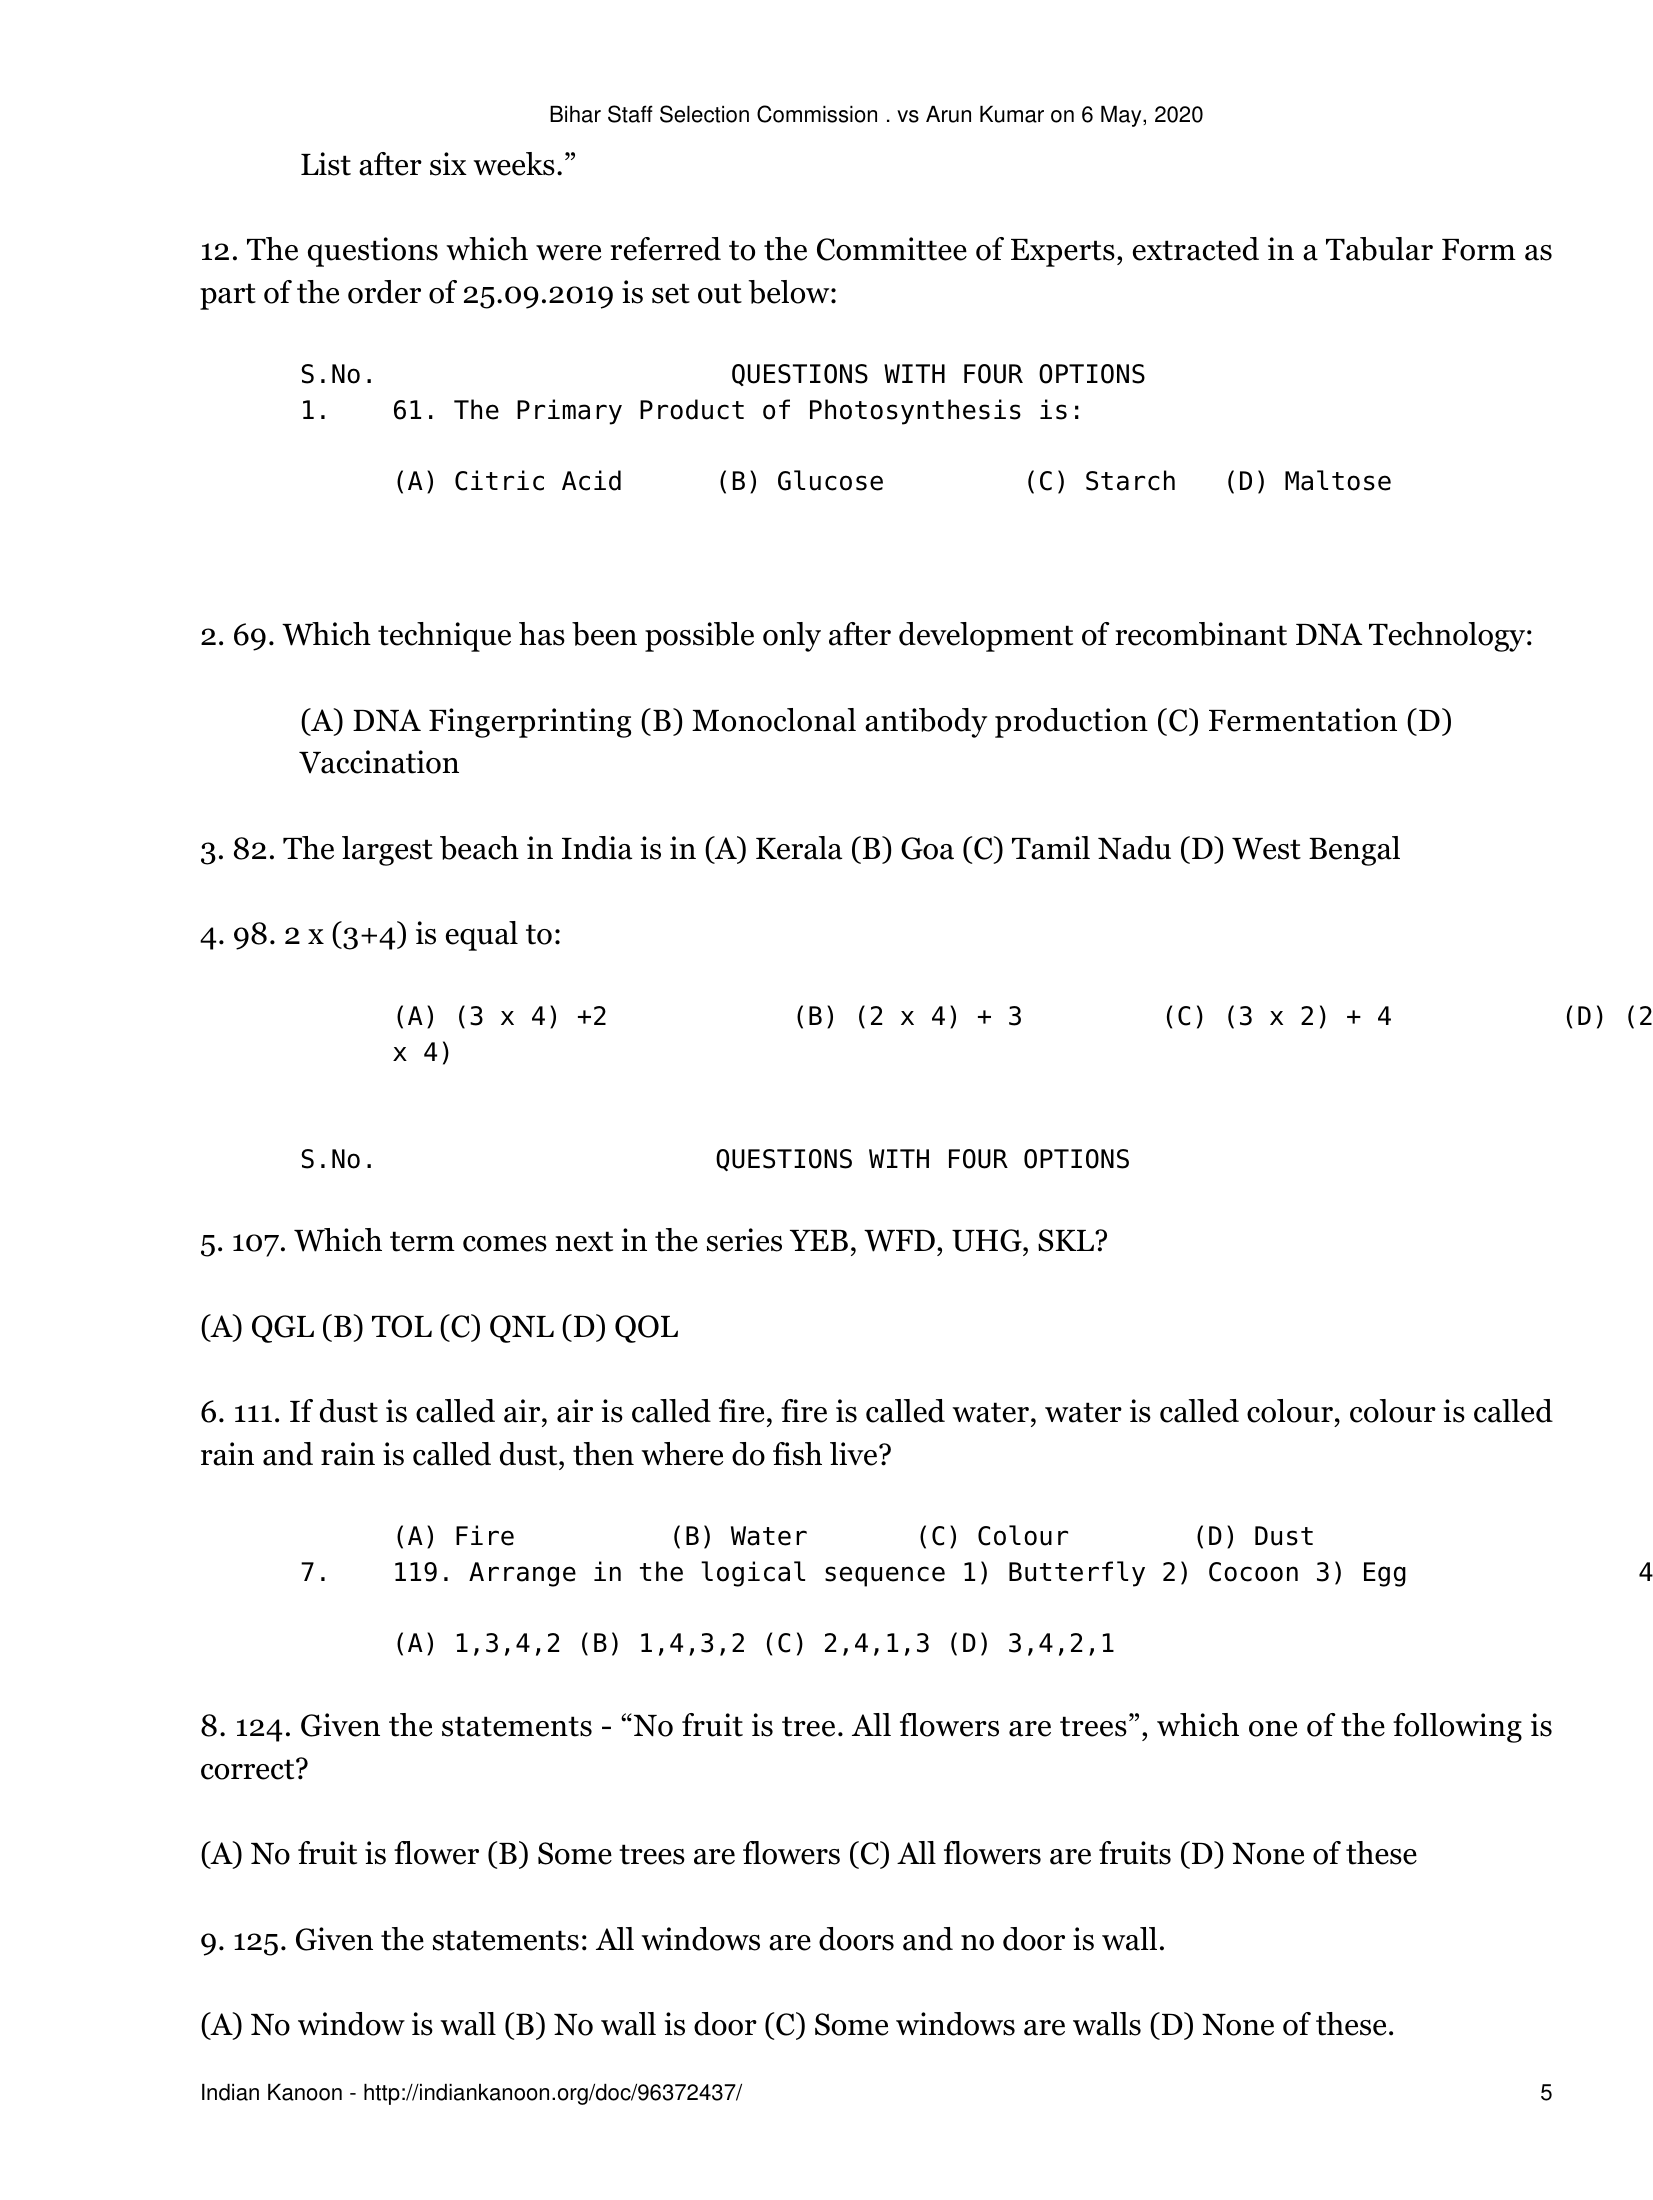 Bihar Staff Selection Commission . vs Arun Kumar on 6 May, 2020
List after six weeks.”
12. The questions which were referred to the Committee of Experts, extracted in a Tabular Form as
part of the order of 25.09.2019 is set out below:
S.No. QUESTIONS WITH FOUR OPTIONS
1. 61. The Primary Product of Photosynthesis is:
(A) Citric Acid (B) Glucose (C) Starch (D) Maltose
2. 69. Which technique has been possible only after development of recombinant DNA Technology:
(A) DNA Fingerprinting (B) Monoclonal antibody production (C) Fermentation (D)
Vaccination
3. 82. The largest beach in India is in (A) Kerala (B) Goa (C) Tamil Nadu (D) West Bengal
4. 98. 2 x (3+4) is equal to:
(A) (3 x 4) +2 (B) (2 x 4) + 3 (C) (3 x 2) + 4 (D) (2
x 4)
S.No. QUESTIONS WITH FOUR OPTIONS
5. 107. Which term comes next in the series YEB, WFD, UHG, SKL?
(A) QGL (B) TOL (C) QNL (D) QOL
6. 111. If dust is called air, air is called fire, fire is called water, water is called colour, colour is called
rain and rain is called dust, then where do fish live?
(A) Fire (B) Water (C) Colour (D) Dust
7. 119. Arrange in the logical sequence 1) Butterfly 2) Cocoon 3) Egg 4
(A) 1,3,4,2 (B) 1,4,3,2 (C) 2,4,1,3 (D) 3,4,2,1
8. 124. Given the statements - “No fruit is tree. All flowers are trees”, which one of the following is
correct?
(A) No fruit is flower (B) Some trees are flowers (C) All flowers are fruits (D) None of these
9. 125. Given the statements: All windows are doors and no door is wall.
(A) No window is wall (B) No wall is door (C) Some windows are walls (D) None of these.
Indian Kanoon - http://indiankanoon.org/doc/96372437/ 5